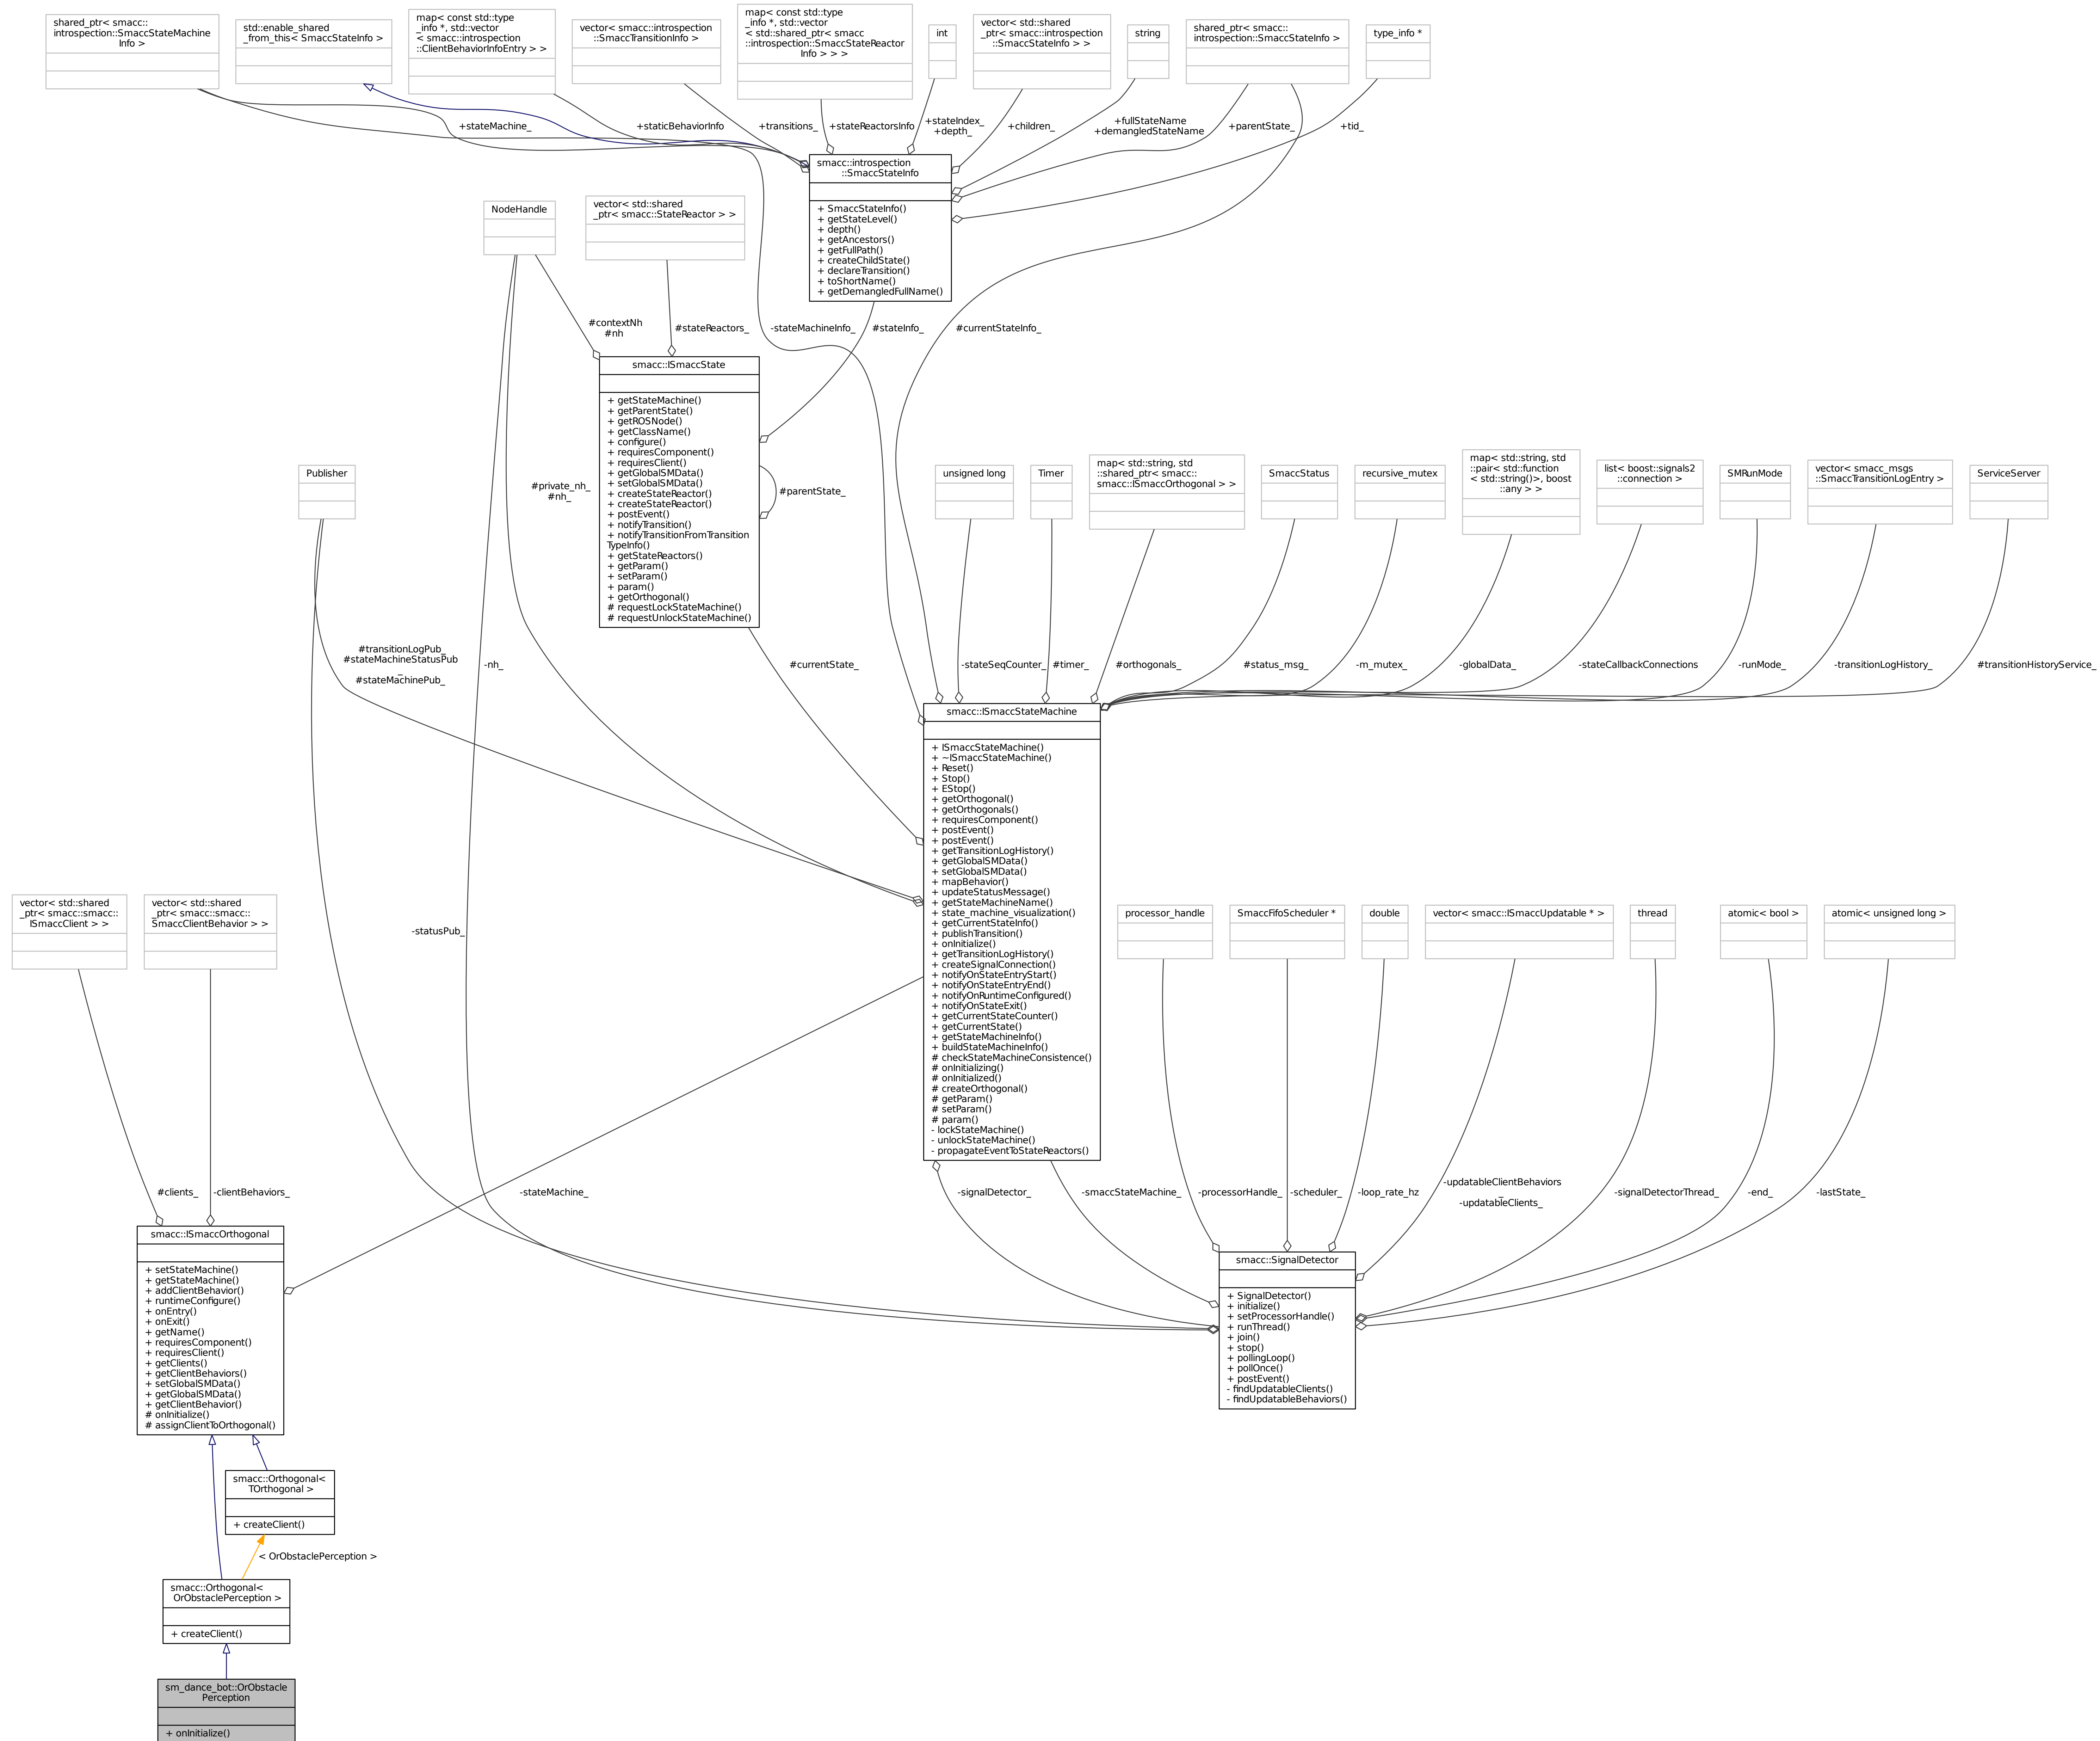 shared_ptr< smacc::
introspection::SmaccStateMachine
Info >
std::enable_shared
_from_this< SmaccStateInfo >
map< const std::type
_info *, std::vector
< smacc::introspection
::ClientBehaviorInfoEntry > >
vector< smacc::introspection
::SmaccTransitionInfo >
map< const std::type
_info *, std::vector
< std::shared_ptr< smacc
::introspection::SmaccStateReactor
Info > > >
int
vector< std::shared
_ptr< smacc::introspection
::SmaccStateInfo > >
string
shared_ptr< smacc::
introspection::SmaccStateInfo >
type_info *
+stateMachine_
+staticBehaviorInfo
+transitions_
+stateReactorsInfo
+stateIndex_
+depth_
+children_
+fullStateName
+demangledStateName
+parentState_
+tid_
smacc::introspection
::SmaccStateInfo
+ SmaccStateInfo()
+ getStateLevel()
+ depth()
+ getAncestors()
+ getFullPath()
+ createChildState()
+ declareTransition()
+ toShortName()
+ getDemangledFullName()
NodeHandle
vector< std::shared
_ptr< smacc::StateReactor > >
#contextNh
#nh
#stateReactors_
-stateMachineInfo_
#stateInfo_
#currentStateInfo_
smacc::ISmaccState
+ getStateMachine()
+ getParentState()
+ getROSNode()
+ getClassName()
+ configure()
+ requiresComponent()
+ requiresClient()
+ getGlobalSMData()
+ setGlobalSMData()
+ createStateReactor()
+ createStateReactor()
+ postEvent()
+ notifyTransition()
+ notifyTransitionFromTransition
TypeInfo()
+ getStateReactors()
+ getParam()
+ setParam()
+ param()
+ getOrthogonal()
# requestLockStateMachine()
# requestUnlockStateMachine()
#parentState_
Publisher
#private_nh_
#nh_
unsigned long
Timer
map< std::string, std
::shared_ptr< smacc::
smacc::ISmaccOrthogonal > >
SmaccStatus
recursive_mutex
map< std::string, std
::pair< std::function
< std::string()>, boost
::any > >
list< boost::signals2
::connection >
SMRunMode
vector< smacc_msgs
::SmaccTransitionLogEntry >
ServiceServer
#transitionLogPub_
#stateMachineStatusPub
_
#stateMachinePub_
-nh_
#currentState_
-stateSeqCounter_
#timer_
#orthogonals_
#status_msg_
-m_mutex_
-globalData_
-stateCallbackConnections
-runMode_
-transitionLogHistory_
#transitionHistoryService_
smacc::ISmaccStateMachine
+ ISmaccStateMachine()
+ ~ISmaccStateMachine()
+ Reset()
+ Stop()
+ EStop()
+ getOrthogonal()
+ getOrthogonals()
+ requiresComponent()
+ postEvent()
+ postEvent()
+ getTransitionLogHistory()
+ getGlobalSMData()
+ setGlobalSMData()
+ mapBehavior()
+ updateStatusMessage()
+ getStateMachineName()
+ state_machine_visualization()
+ getCurrentStateInfo()
+ publishTransition()
+ onInitialize()
+ getTransitionLogHistory()
+ createSignalConnection()
+ notifyOnStateEntryStart()
+ notifyOnStateEntryEnd()
+ notifyOnRuntimeConfigured()
+ notifyOnStateExit()
+ getCurrentStateCounter()
+ getCurrentState()
+ getStateMachineInfo()
+ buildStateMachineInfo()
# checkStateMachineConsistence()
# onInitializing()
# onInitialized()
# createOrthogonal()
# getParam()
# setParam()
# param()
- lockStateMachine()
- unlockStateMachine()
- propagateEventToStateReactors()
vector< std::shared
_ptr< smacc::smacc::
ISmaccClient > >
vector< std::shared
_ptr< smacc::smacc::
SmaccClientBehavior > >
-statusPub_
processor_handle
SmaccFifoScheduler *
double
vector< smacc::ISmaccUpdatable * >
thread
atomic< bool >
atomic< unsigned long >
#clients_
-clientBehaviors_
-stateMachine_
-signalDetector_
-smaccStateMachine_
-processorHandle_
-scheduler_
-loop_rate_hz
-updatableClientBehaviors
_
-updatableClients_
-signalDetectorThread_
-end_
-lastState_
smacc::ISmaccOrthogonal
+ setStateMachine()
+ getStateMachine()
+ addClientBehavior()
+ runtimeConfigure()
+ onEntry()
+ onExit()
+ getName()
+ requiresComponent()
+ requiresClient()
+ getClients()
+ getClientBehaviors()
+ setGlobalSMData()
+ getGlobalSMData()
+ getClientBehavior()
# onInitialize()
# assignClientToOrthogonal()
smacc::SignalDetector
+ SignalDetector()
+ initialize()
+ setProcessorHandle()
+ runThread()
+ join()
+ stop()
+ pollingLoop()
+ pollOnce()
+ postEvent()
- findUpdatableClients()
- findUpdatableBehaviors()
smacc::Orthogonal<
TOrthogonal >
+ createClient()
< OrObstaclePerception >
smacc::Orthogonal<
OrObstaclePerception >
+ createClient()
sm_dance_bot::OrObstacle
Perception
+ onInitialize()